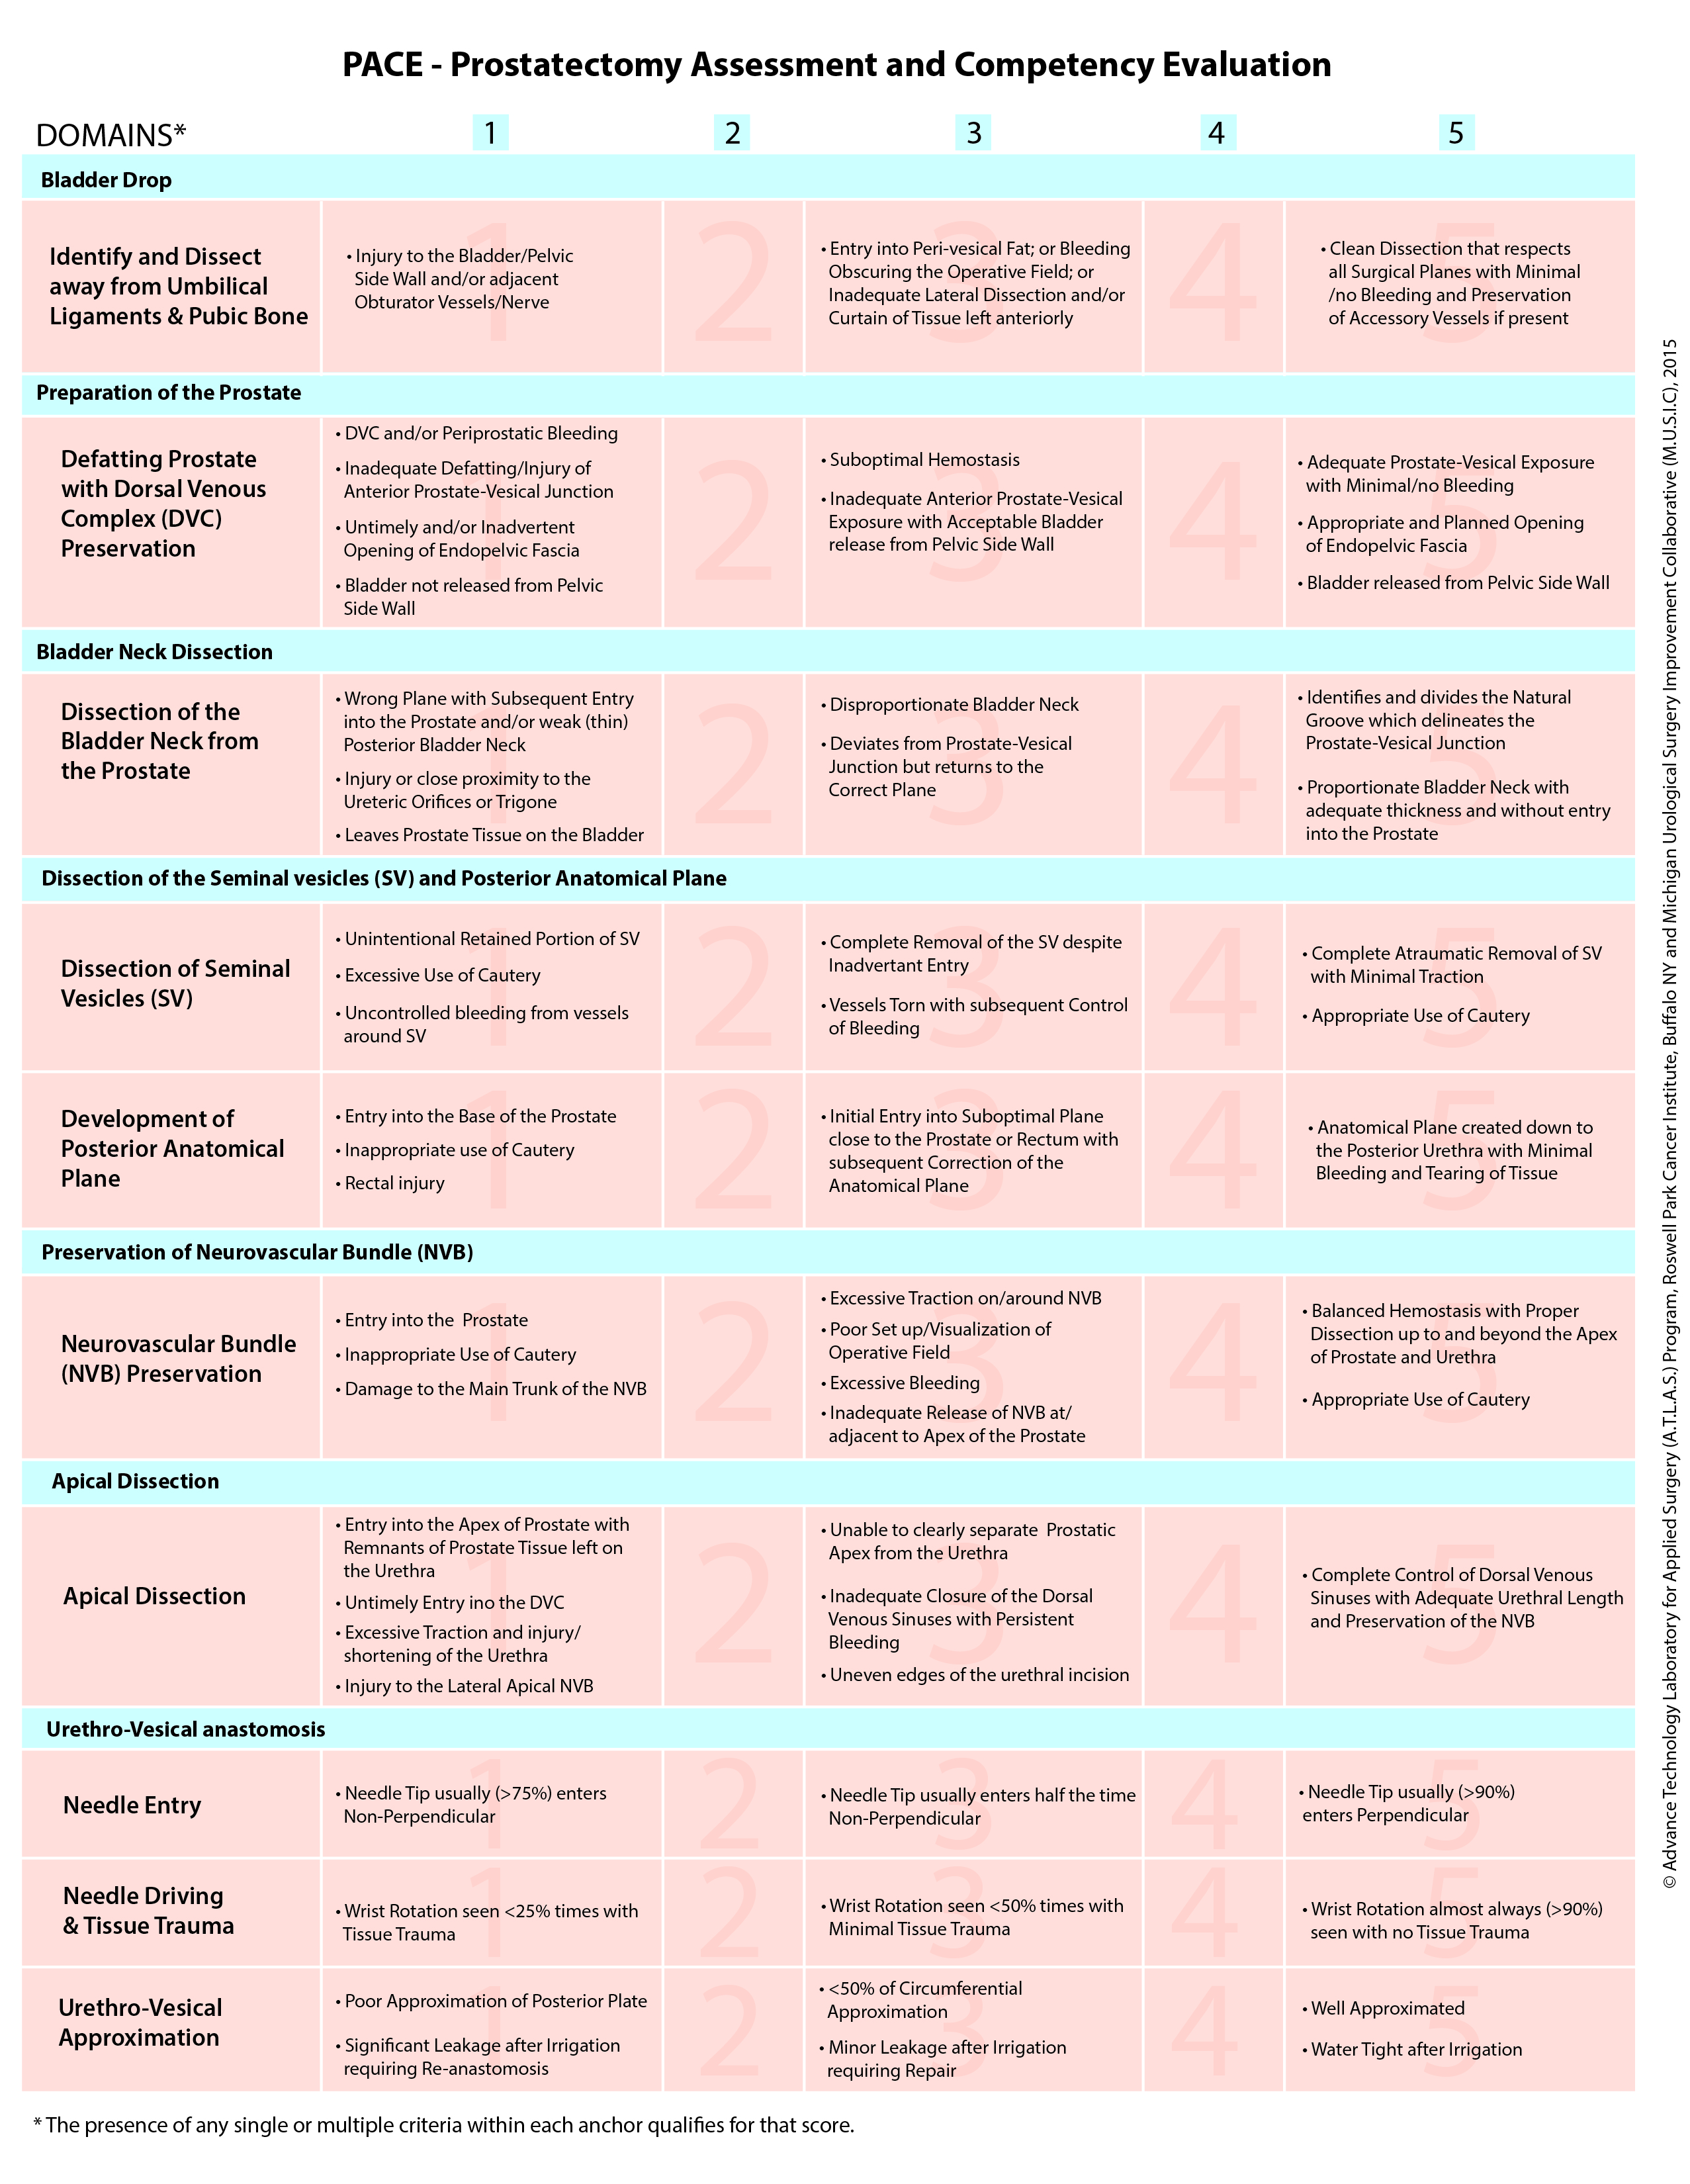 PACE - Prostatectomy Assessment and Competency Evaluation
DOMAINS*
1
2
3
4
5
Bladder Drop
Identify and Dissect
away from Umbilical
Ligaments & Pubic Bone
1
• Injury to the Bladder/Pelvic
Side Wall and/or adjacent
Obturator Vessels/Nerve
2
3
• Entry into Peri-vesical Fat; or Bleeding
Obscuring the Operative Field; or
Inadequate Lateral Dissection and/or
Curtain of Tissue left anteriorly
4
5
• Clean Dissection that respects
all Surgical Planes with Minimal
/no Bleeding and Preservation
of Accessory Vessels if present
Preparation of the Prostate
Defatting Prostate
with Dorsal Venous
Complex (DVC)
Preservation
1
• DVC and/or Periprostatic Bleeding
• Inadequate Defatting/Injury of
Anterior Prostate-Vesical Junction
• Untimely and/or Inadvertent
Opening of Endopelvic Fascia
• Bladder not released from Pelvic
Side Wall
2
3
• Suboptimal Hemostasis
• Inadequate Anterior Prostate-Vesical
Exposure with Acceptable Bladder
release from Pelvic Side Wall
4
5
• Adequate Prostate-Vesical Exposure
with Minimal/no Bleeding
• Appropriate and Planned Opening
of Endopelvic Fascia
• Bladder released from Pelvic Side Wall
Bladder Neck Dissection
Dissection of the
Bladder Neck from
the Prostate
1
• Wrong Plane with Subsequent Entry
into the Prostate and/or weak (thin)
Posterior Bladder Neck
• Injury or close proximity to the
Ureteric Orifices or Trigone
• Leaves Prostate Tissue on the Bladder
2
3
• Disproportionate Bladder Neck
• Deviates from Prostate-Vesical
Junction but returns to the
Correct Plane
4
5
• Identifies and divides the Natural
Groove which delineates the
Prostate-Vesical Junction
• Proportionate Bladder Neck with
adequate thickness and without entry
into the Prostate
Dissection of the Seminal vesicles (SV) and Posterior Anatomical Plane
Dissection of Seminal
Vesicles (SV)
1
• Unintentional Retained Portion of SV
• Excessive Use of Cautery
• Uncontrolled bleeding from vessels
around SV
2
3
• Complete Removal of the SV despite
Inadvertant Entry
• Vessels Torn with subsequent Control
of Bleeding
4
5
• Complete Atraumatic Removal of SV
with Minimal Traction
• Appropriate Use of Cautery
Development of
Posterior Anatomical
Plane
1
• Entry into the Base of the Prostate
• Inappropriate use of Cautery
• Rectal injury
2
3
• Initial Entry into Suboptimal Plane
close to the Prostate or Rectum with
subsequent Correction of the
Anatomical Plane
4
5
• Anatomical Plane created down to
the Posterior Urethra with Minimal
Bleeding and Tearing of Tissue
Preservation of Neurovascular Bundle (NVB)
Neurovascular Bundle
(NVB) Preservation
1
• Entry into the Prostate
• Inappropriate Use of Cautery
• Damage to the Main Trunk of the NVB
2
3
• Excessive Traction on/around NVB
• Poor Set up/Visualization of
Operative Field
• Excessive Bleeding
• Inadequate Release of NVB at/
adjacent to Apex of the Prostate
4
5
• Balanced Hemostasis with Proper
Dissection up to and beyond the Apex
of Prostate and Urethra
• Appropriate Use of Cautery
Apical Dissection
Apical Dissection
1
• Entry into the Apex of Prostate with
Remnants of Prostate Tissue left on
the Urethra
• Untimely Entry ino the DVC
• Excessive Traction and injury/
shortening of the Urethra
• Injury to the Lateral Apical NVB
2
3
• Unable to clearly separate Prostatic
Apex from the Urethra
• Inadequate Closure of the Dorsal
Venous Sinuses with Persistent
Bleeding
• Uneven edges of the urethral incision
4
5
• Complete Control of Dorsal Venous
Sinuses with Adequate Urethral Length
and Preservation of the NVB
Urethro-Vesical anastomosis
Needle Entry
1
• Needle Tip usually (>75%) enters
Non-Perpendicular
2
3
• Needle Tip usually enters half the time
Non-Perpendicular
4
5
• Needle Tip usually (>90%)
enters Perpendicular
Needle Driving
& Tissue Trauma
1
• Wrist Rotation seen <25% times with
Tissue Trauma
2
3
• Wrist Rotation seen <50% times with
Minimal Tissue Trauma
4
5
• Wrist Rotation almost always (>90%)
seen with no Tissue Trauma
Urethro-Vesical
Approximation
1
• Poor Approximation of Posterior Plate
• Significant Leakage after Irrigation
requiring Re-anastomosis
2
3
• <50% of Circumferential
Approximation
• Minor Leakage after Irrigation
requiring Repair
4
5
• Well Approximated
• Water Tight after Irrigation
* The presence of any single or multiple criteria within each anchor qualifies for that score.
© Advance Technology Laboratory for Applied Surgery (A.T.L.A.S.) Program, Roswell Park Cancer Institute, Buffalo NY and Michigan Urological Surgery Improvement Collaborative (M.U.S.I.C), 2015